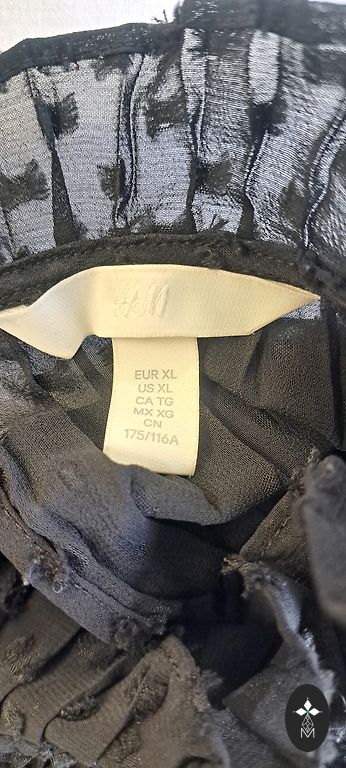 H&M
EUR XL
US XL
CA TG
MX XG
CN
175/116A
M